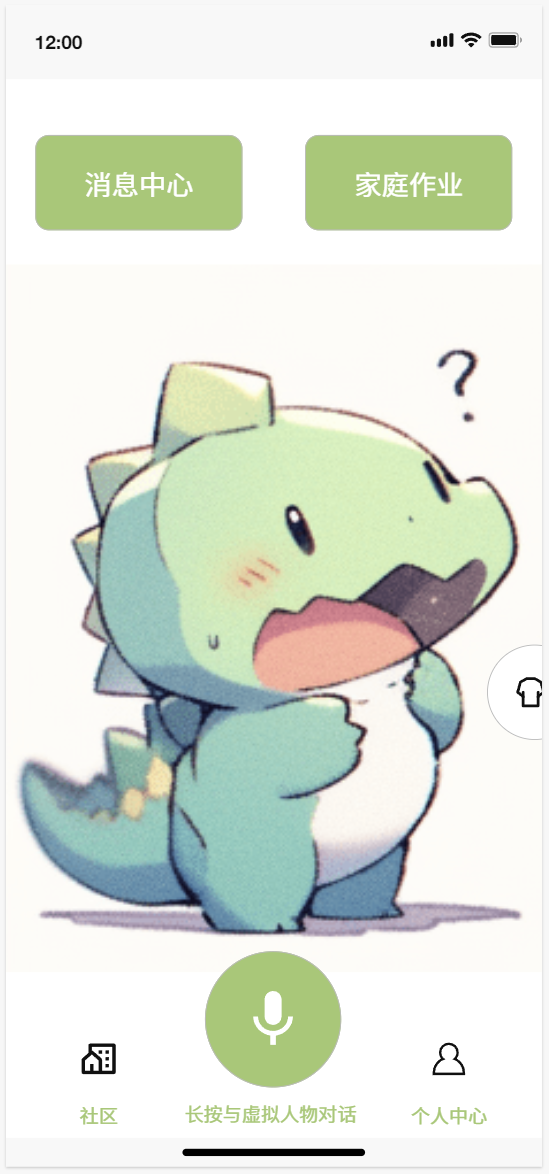 12:00
消息中心
家庭作业
?
社区
长按与虚拟人物对话
个人中心